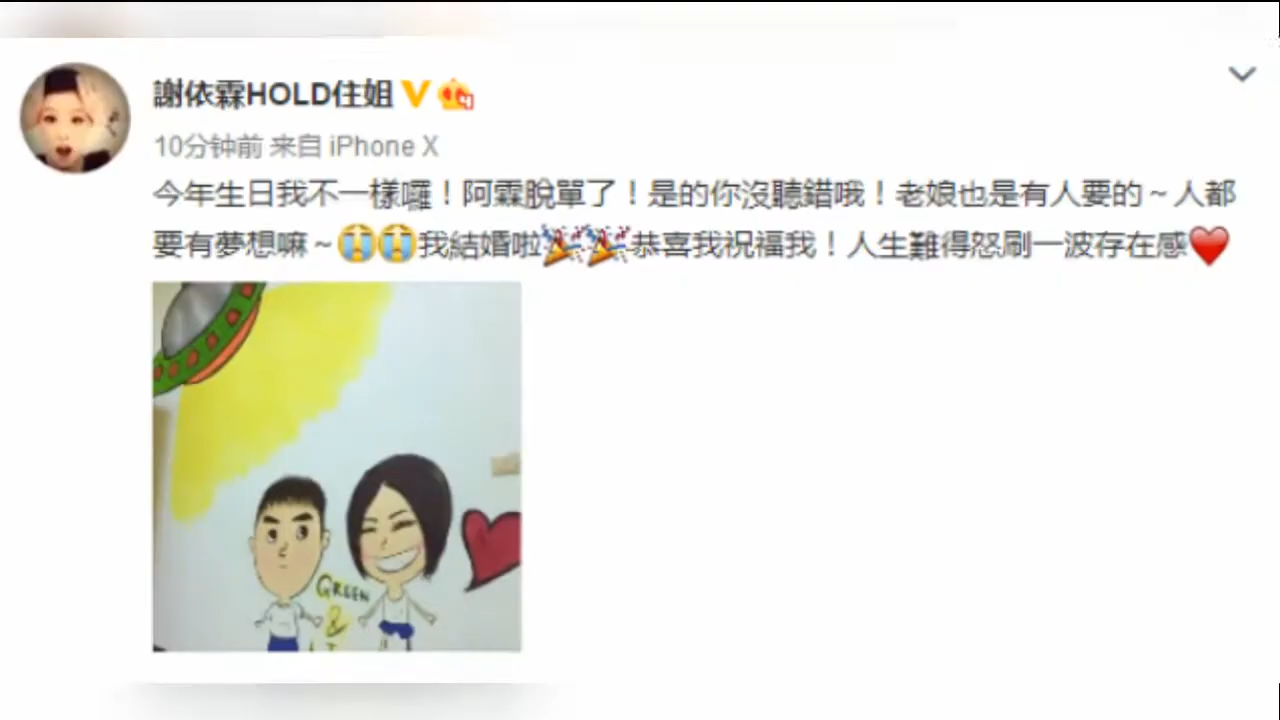 謝依霖HOLD住姐
10分钟前 来自 iPhone X
今年生日我不一樣囉！阿霖脫單了！是的你沒聽錯哦！老娘也是有人要的～人都
要有夢想嘛～😭😭我結婚啦🎉🎉恭喜我祝福我！人生難得怒刷一波存在感❤️
GREEN
&